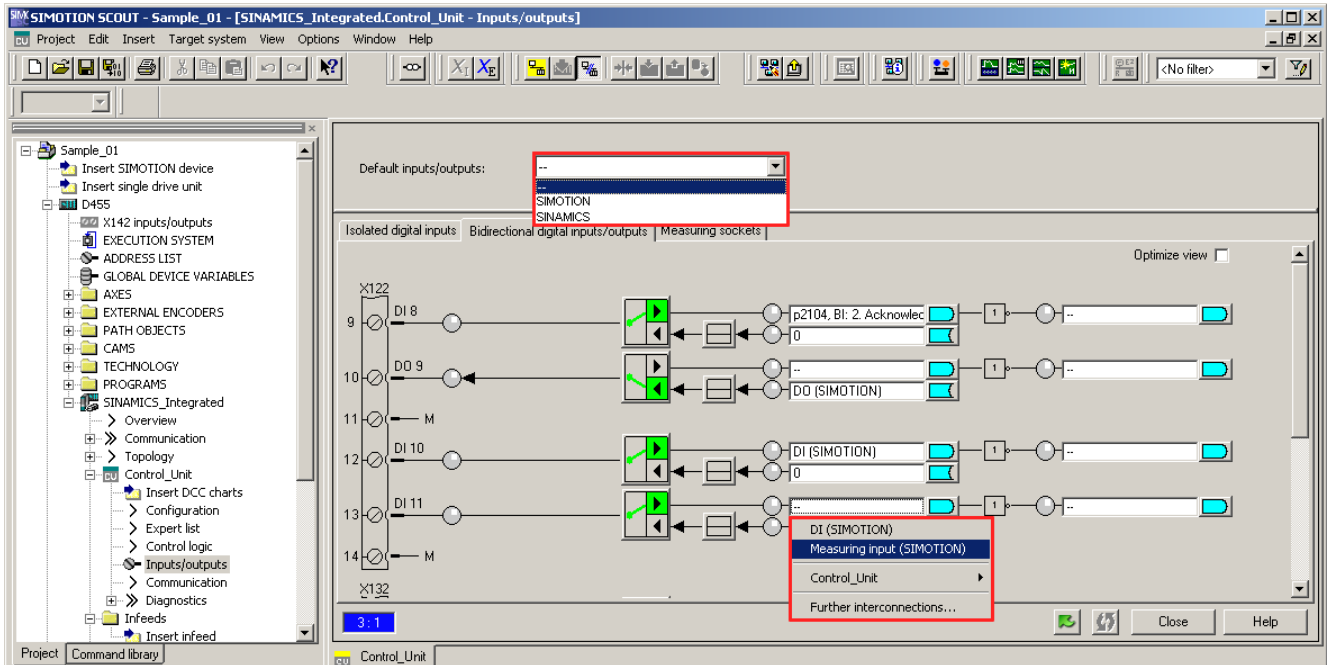 SIMOTION SCOUT - Sample_01 - [SINAMICS_Integrated.Control_Unit - Inputs/outputs]
Project Edit Insert Target system View Options Window Help
<No filter>
Sample_01
Insert SIMOTION device
Insert single drive unit
D455
X142 inputs/outputs
EXECUTION SYSTEM
ADDRESS LIST
GLOBAL DEVICE VARIABLES
AXES
EXTERNAL ENCODERS
PATH OBJECTS
CAMS
TECHNOLOGY
PROGRAMS
SINAMICS_Integrated
Overview
Communication
Topology
Control_Unit
Insert DCC charts
Configuration
Expert list
Control logic
Inputs/outputs
Communication
Diagnostics
Infeeds
Insert infeed
Project Command library
Default inputs/outputs: --
--
SIMOTION
SINAMICS
Isolated digital inputs Bidirectional digital inputs/outputs Measuring sockets
Optimize view
X122
9 DI 8 p2104, BI: 2. Acknowlec 1 --
0
10 DO 9 -- 1 --
DO (SIMOTION)
11 M
12 DI 10 DI (SIMOTION) 1 --
0
13 DI 11 -- 1 --
14 M
X132
DI (SIMOTION)
Measuring input (SIMOTION)
Control_Unit
Further interconnections...
3 : 1
Close Help
Control_Unit